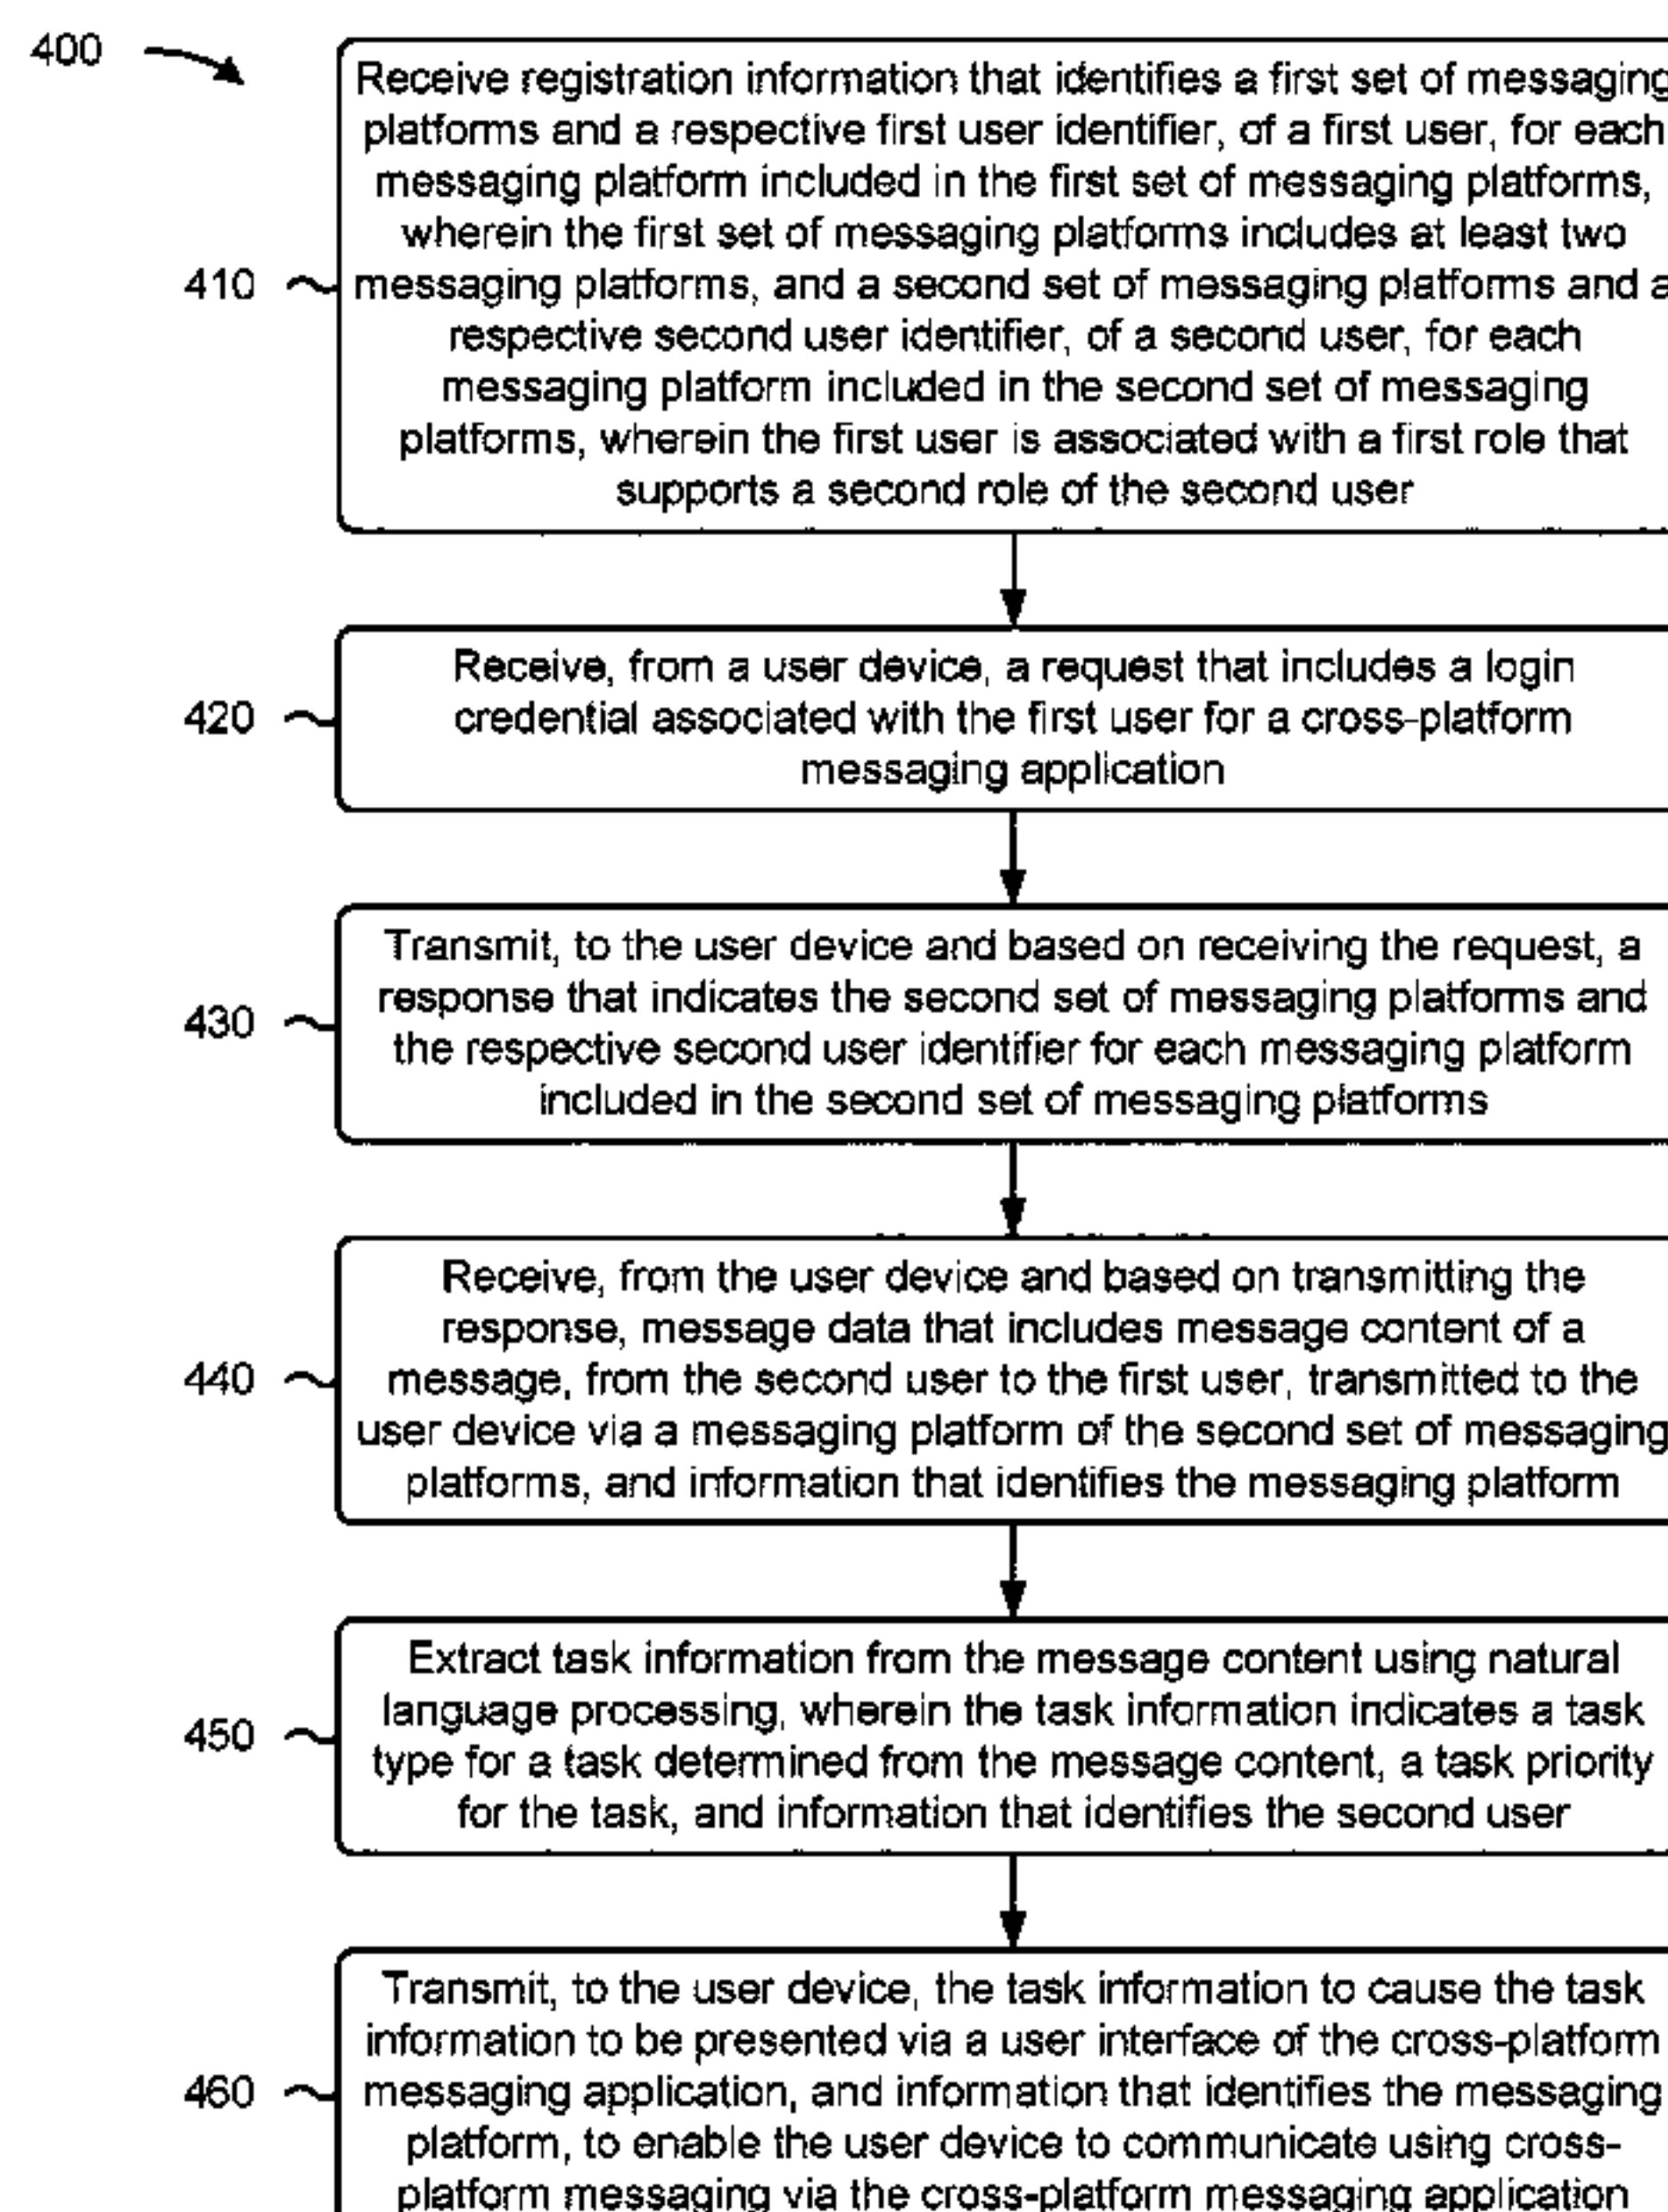 400
Receive registration information that identifies a first set of messaging
platforms and a respective first user identifier, of a first user, for each
messaging platform included in the first set of messaging platforms,
wherein the first set of messaging platforms includes at least two
410
messaging platforms, and a second set of messaging platforms and a
respective second user identifier, of a second user, for each
messaging platform included in the second set of messaging
platforms, wherein the first user is associated with a first role that
supports a second role of the second user
Receive, from a user device, a request that includes a login
420
credential associated with the first user for a cross-platform
messaging application
Transmit, to the user device and based on receiving the request, a
response that indicates the second set of messaging platforms and
430
the respective second user identifier for each messaging platform
included in the second set of messaging platforms
Receive, from the user device and based on transmitting the
response, message data that includes message content of a
440
message, from the second user to the first user, transmitted to the
user device via a messaging platform of the second set of messaging
platforms, and information that identifies the messaging platform
Extract task information from the message content using natural
language processing, wherein the task information indicates a task
450
type for a task determined from the message content, a task priority
for the task, and information that identifies the second user
Transmit, to the user device, the task information to cause the task
information to be presented via a user interface of the cross-platform
460
messaging application, and information that identifies the messaging
platform, to enable the user device to communicate using cross-
platform messaging via the cross-platform messaging application